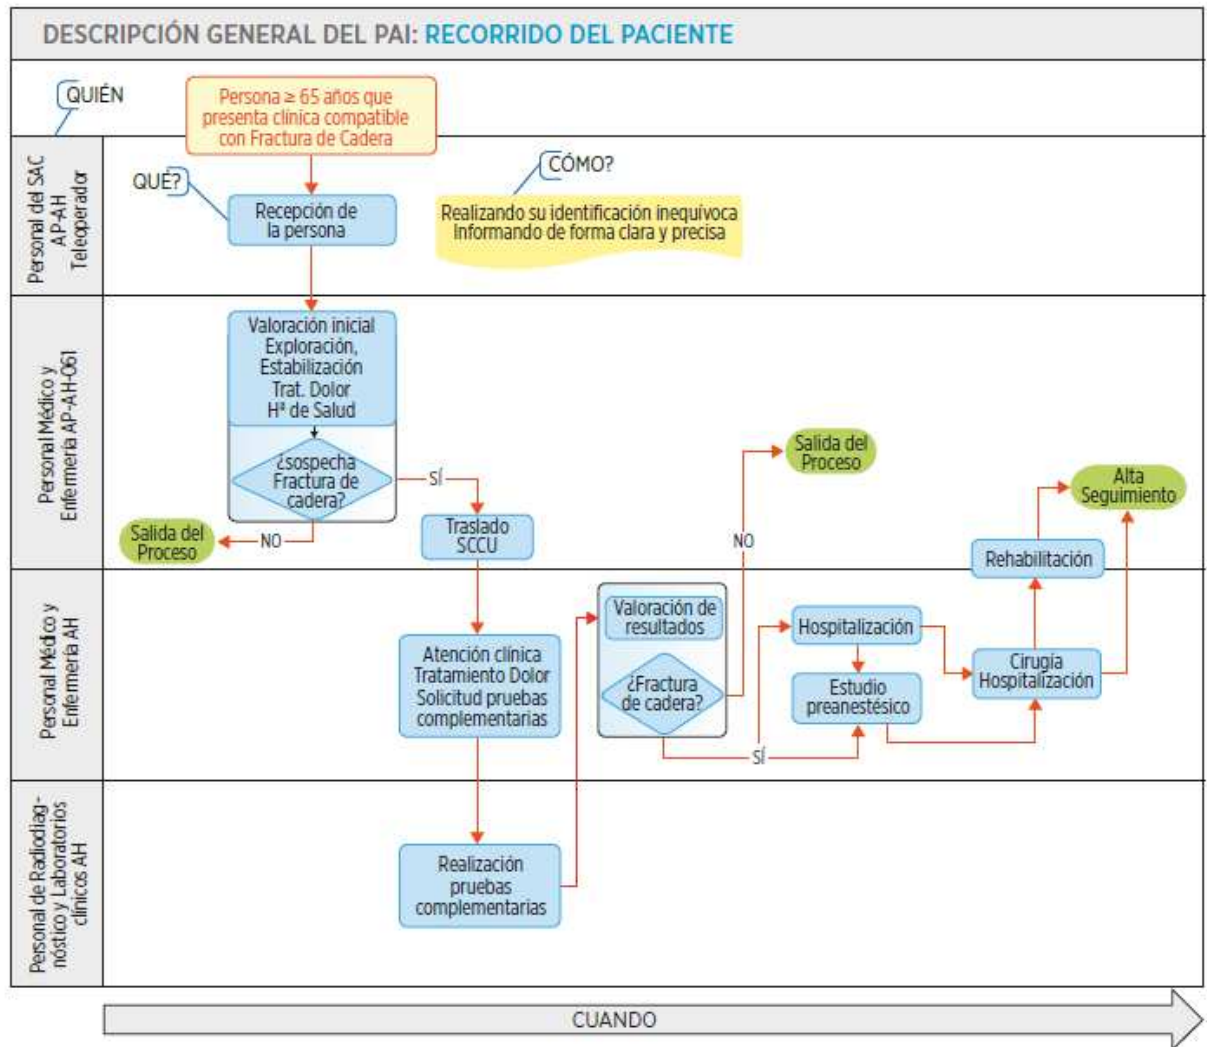 DESCRIPCIÓN GENERAL DEL PAI: RECORRIDO DEL PACIENTE
QUIÉN
Persona ≥ 65 años que
presenta clínica compatible
con Fractura de Cadera
Personal del SAC
AP-AH
Teleoperador
QUÉ?
Recepción de
la persona
CÓMO?
Realizando su identificación inequívoca
Informando de forma clara y precisa
Personal Médico y
Enfermería AP-AH-061
Valoración inicial
Exploración,
Estabilización
Trat. Dolor
Hª de Salud
¿sospecha
Fractura de
cadera?
SÍ
NO
Salida del
Proceso
Traslado
SCCU
Salida del
Proceso
Alta
Seguimiento
NO
Rehabilitación
Personal Médico y
Enfermería AH
Atención clínica
Tratamiento Dolor
Solicitud pruebas
complementarias
Valoración de
resultados
¿Fractura
de cadera?
SÍ
Hospitalización
Estudio
preanestésico
Cirugía
Hospitalización
Personal de Radiodiag-
nóstico y Laboratorios
clínicos AH
Realización
pruebas
complementarias
CUANDO